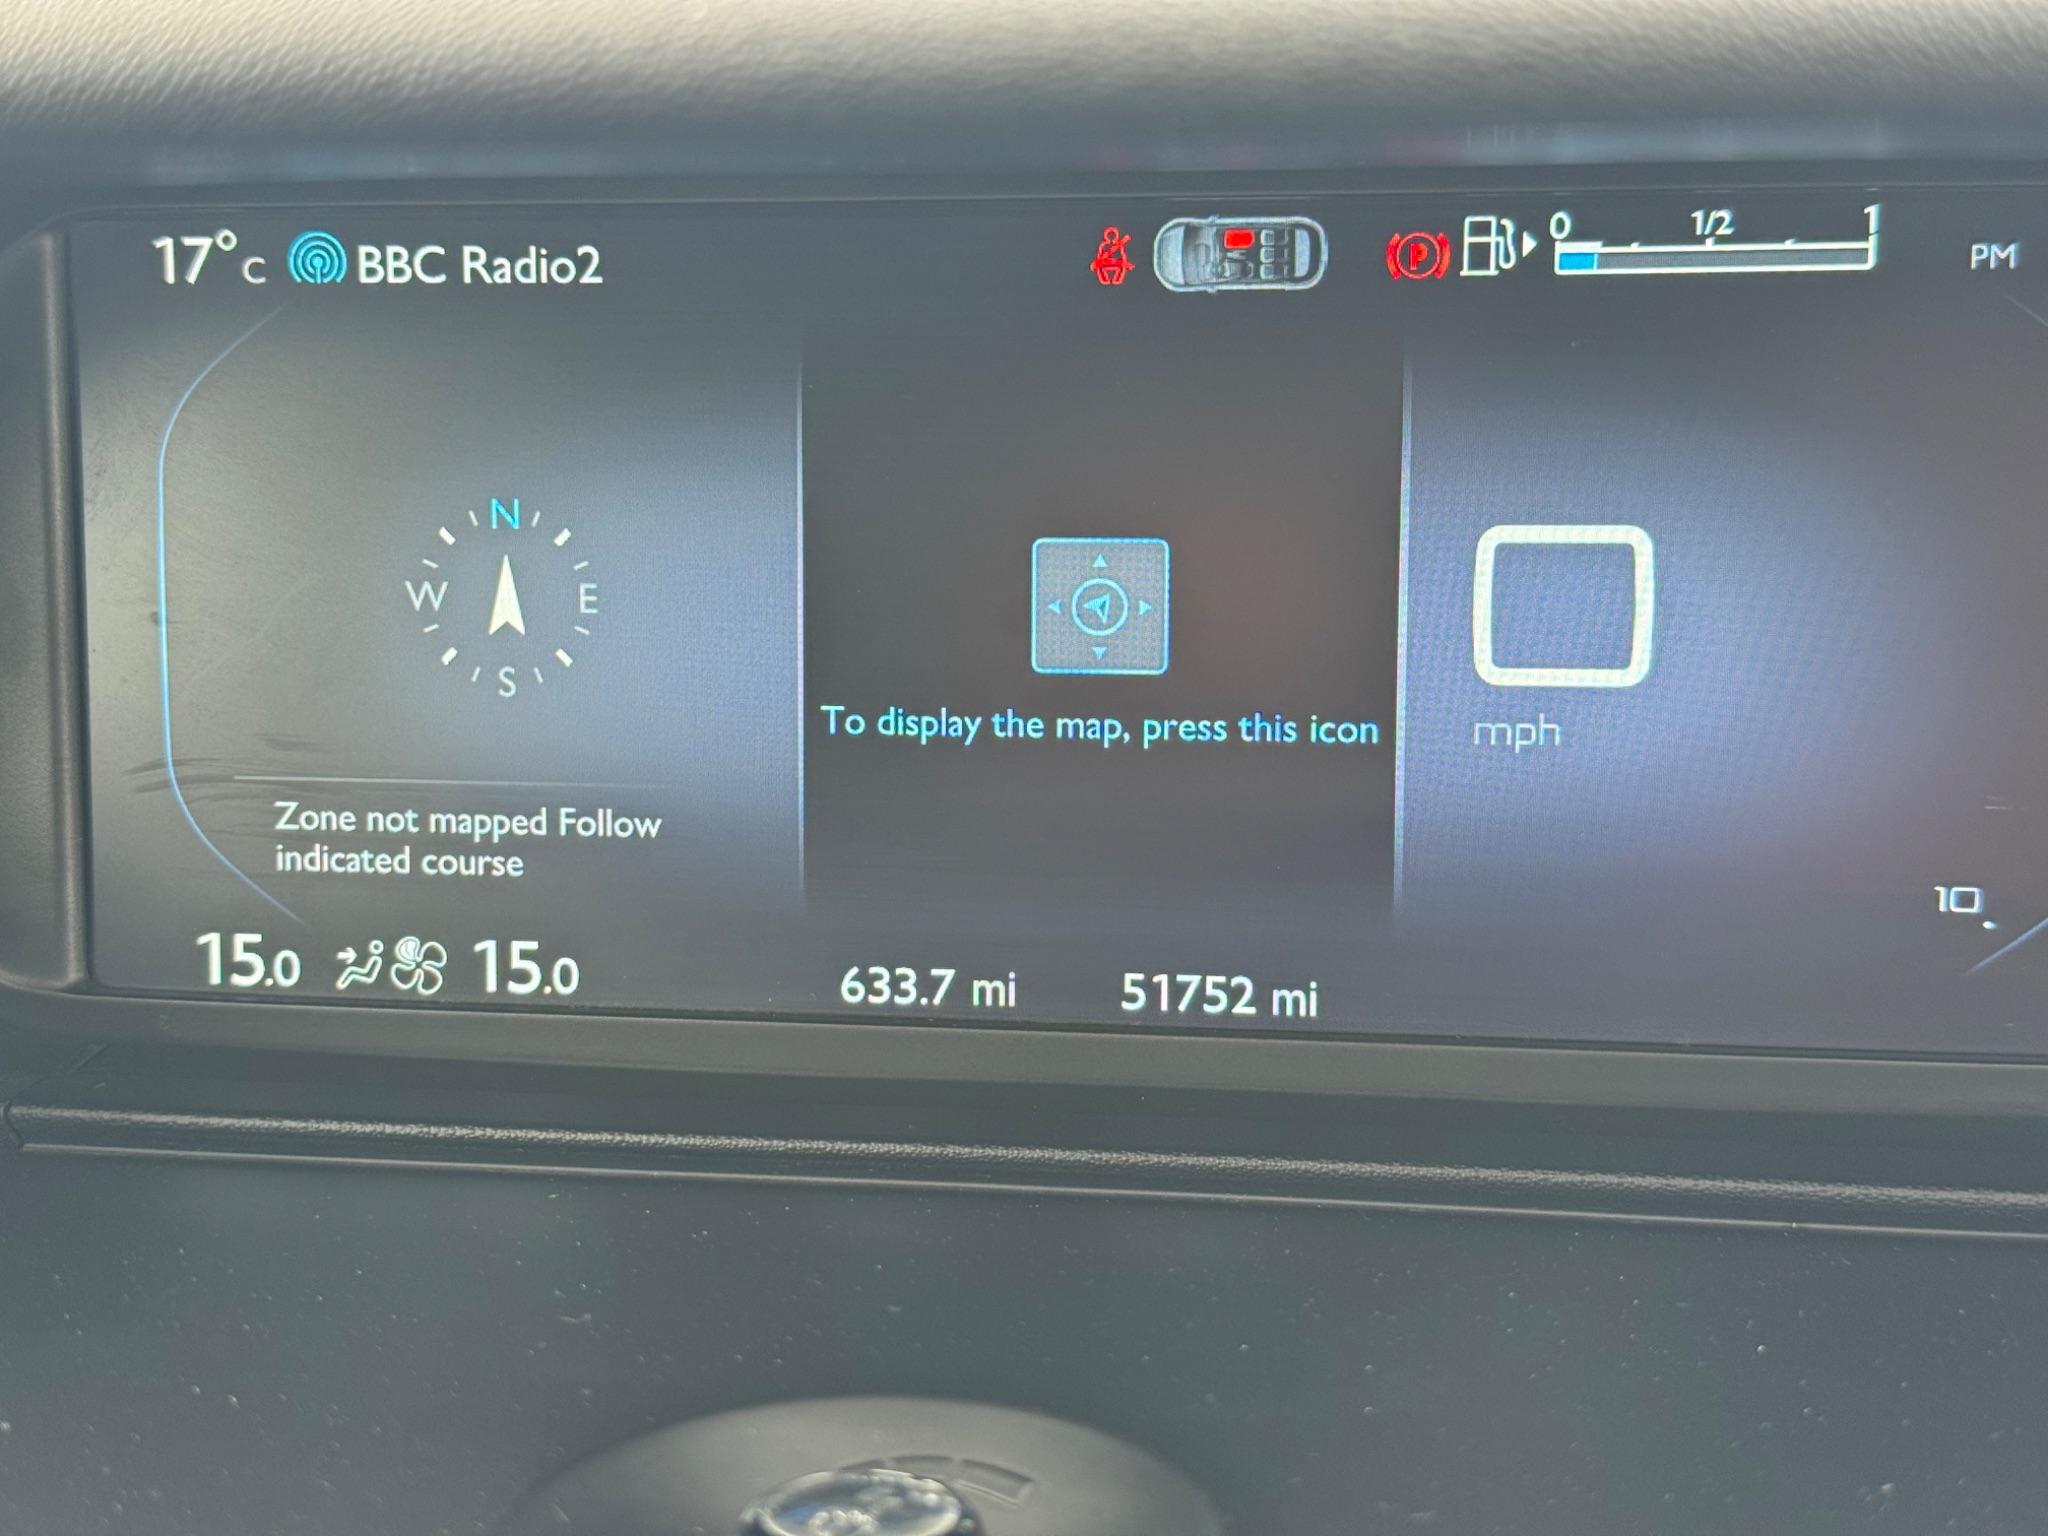 17°C BBC Radio2
P
0 1/2 1
PM
N
W E
S
To display the map, press this icon
mph
Zone not mapped Follow
indicated course
10
15.0 15.0
633.7 mi 51752 mi